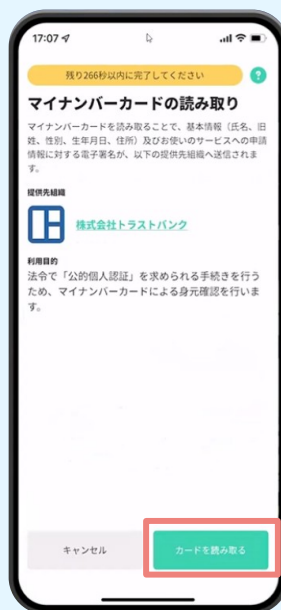 17:07
残り266秒以内に完了してください
?
マイナンバーカードの読み取り
マイナンバーカードを読み取ることで、基本情報（氏名、旧
姓、性別、生年月日、住所）及びお使いのサービスへの申請
情報に対する電子署名が、以下の提供先組織へ送信されま
す。
提供先組織
株式会社トラストバンク
利用目的
法令で「公的個人認証」を求められる手続きを行う
ため、マイナンバーカードによる身元確認を行いま
す。
キャンセル
カードを読み取る